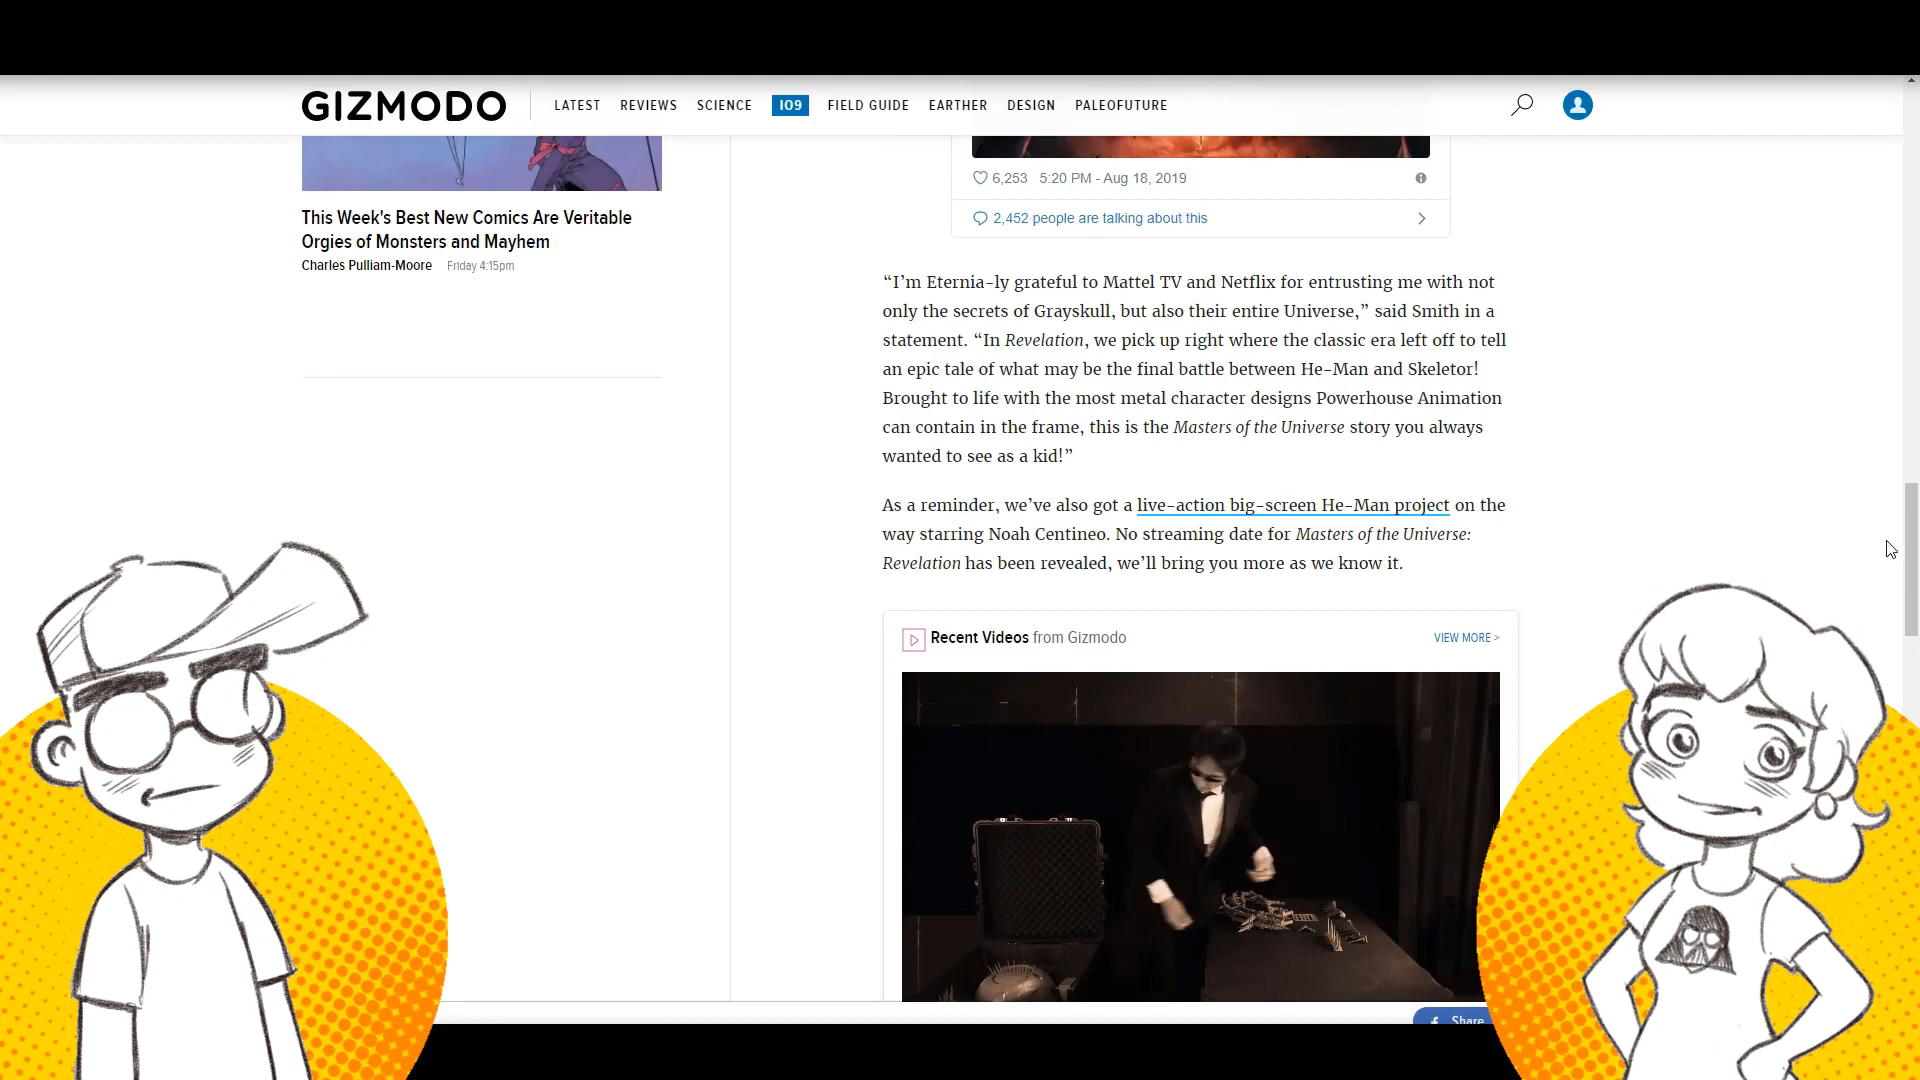 GIZMODO
LATEST REVIEWS SCIENCE IO9 FIELD GUIDE EARTHER DESIGN PALEOFUTURE
This Week's Best New Comics Are Veritable
Orgies of Monsters and Mayhem
Charles Pulliam-Moore Friday 4:15pm
6,253 5:20 PM - Aug 18, 2019
2,452 people are talking about this
“I’m Eternia-ly grateful to Mattel TV and Netflix for entrusting me with not
only the secrets of Grayskull, but also their entire Universe,” said Smith in a
statement. “In Revelation, we pick up right where the classic era left off to tell
an epic tale of what may be the final battle between He-Man and Skeletor!
Brought to life with the most metal character designs Powerhouse Animation
can contain in the frame, this is the Masters of the Universe story you always
wanted to see as a kid!”
As a reminder, we’ve also got a live-action big-screen He-Man project on the
way starring Noah Centineo. No streaming date for Masters of the Universe:
Revelation has been revealed, we’ll bring you more as we know it.
Recent Videos from Gizmodo VIEW MORE >
Share